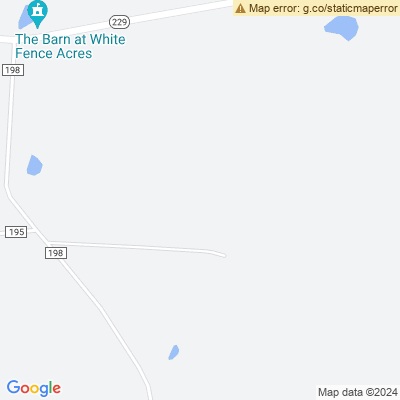 Map error: g.co/staticmaperror
229
The Barn at White
Fence Acres
198
195
198
Google
Map data ©2024